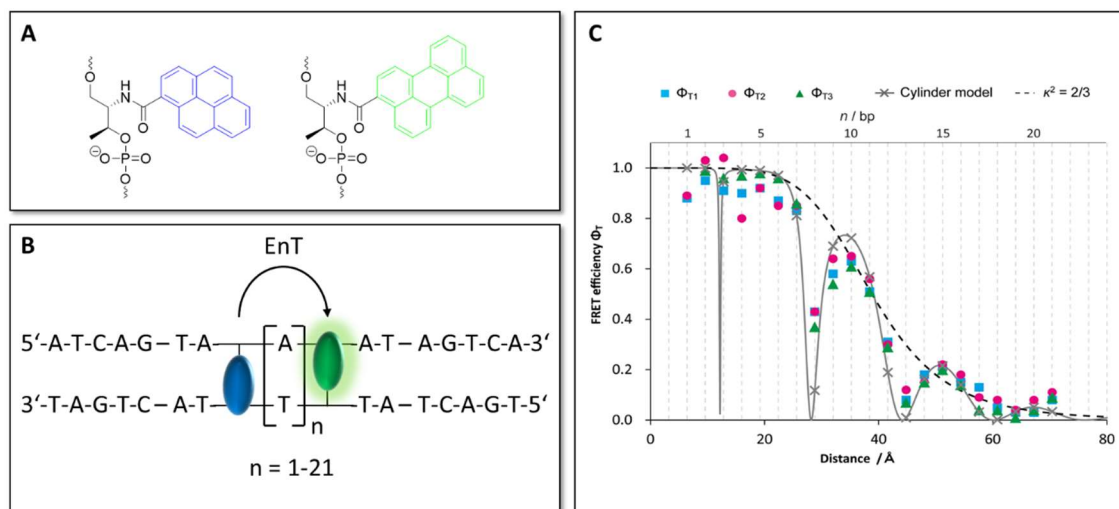 A
O
NH
O
O
⊖O-P=O
O
O
NH
O
O
⊖O-P=O
O
B
EnT
5‘-A-T-C-A-G–T-A A A-T–A-G-T-C-A-3‘
3‘-T-A-G-T-C–A-T T T-A–T-C-A-G-T-5‘
n
n = 1-21
C
ΦT1 ΦT2 ΦT3 Cylinder model κ² = 2/3
n / bp
1 5 10 15 20
1.0
0.8
0.6
0.4
0.2
0.0
FRET efficiency ΦT
0 20 40 60 80
Distance / Å